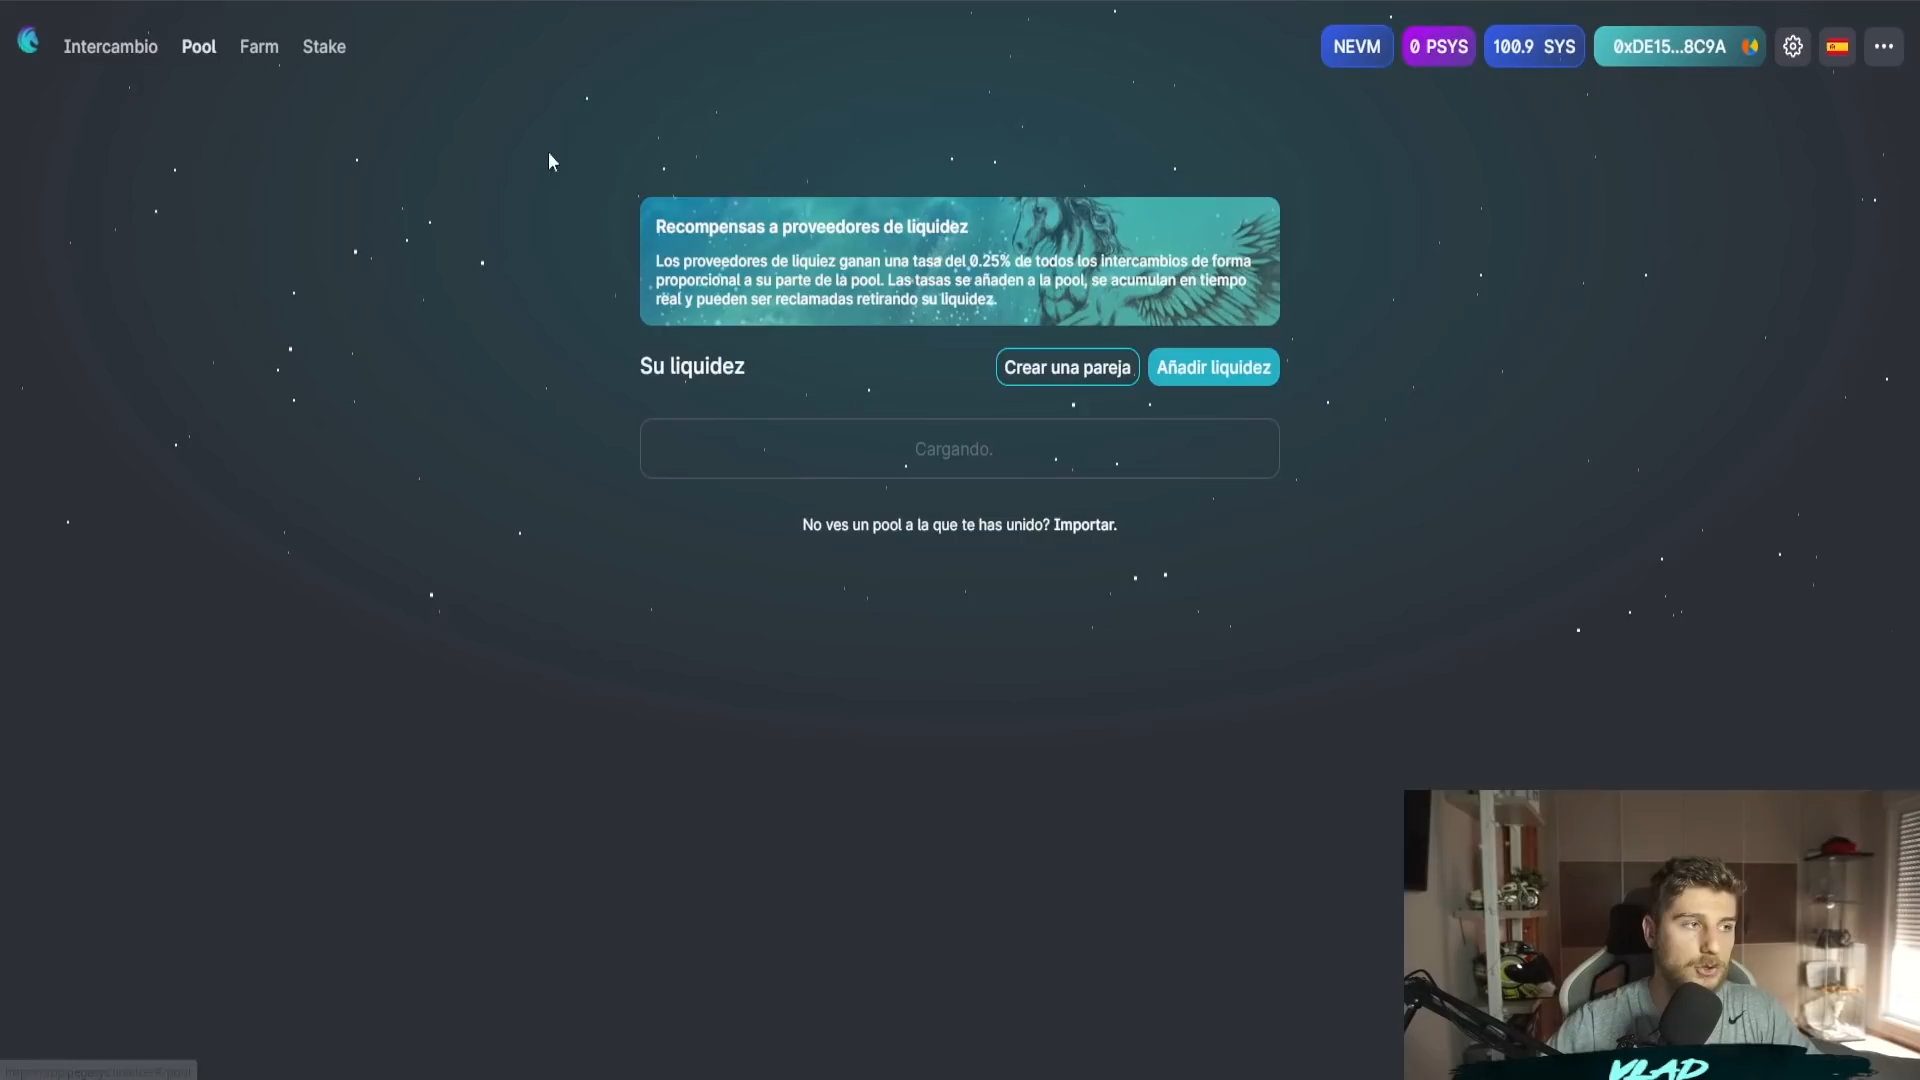 Intercambio Pool Farm Stake
NEVM 0 PSYS 100.9 SYS 0xDE15...8C9A
Recompensas a proveedores de liquidez
Los proveedores de liquiez ganan una tasa del 0.25% de todos los intercambios de forma
proporcional a su parte de la pool. Las tasas se añaden a la pool, se acumulan en tiempo
real y pueden ser reclamadas retirando su liquidez.
Su liquidez
Crear una pareja
Añadir liquidez
Cargando.
No ves un pool a la que te has unido? Importar.
VLAD